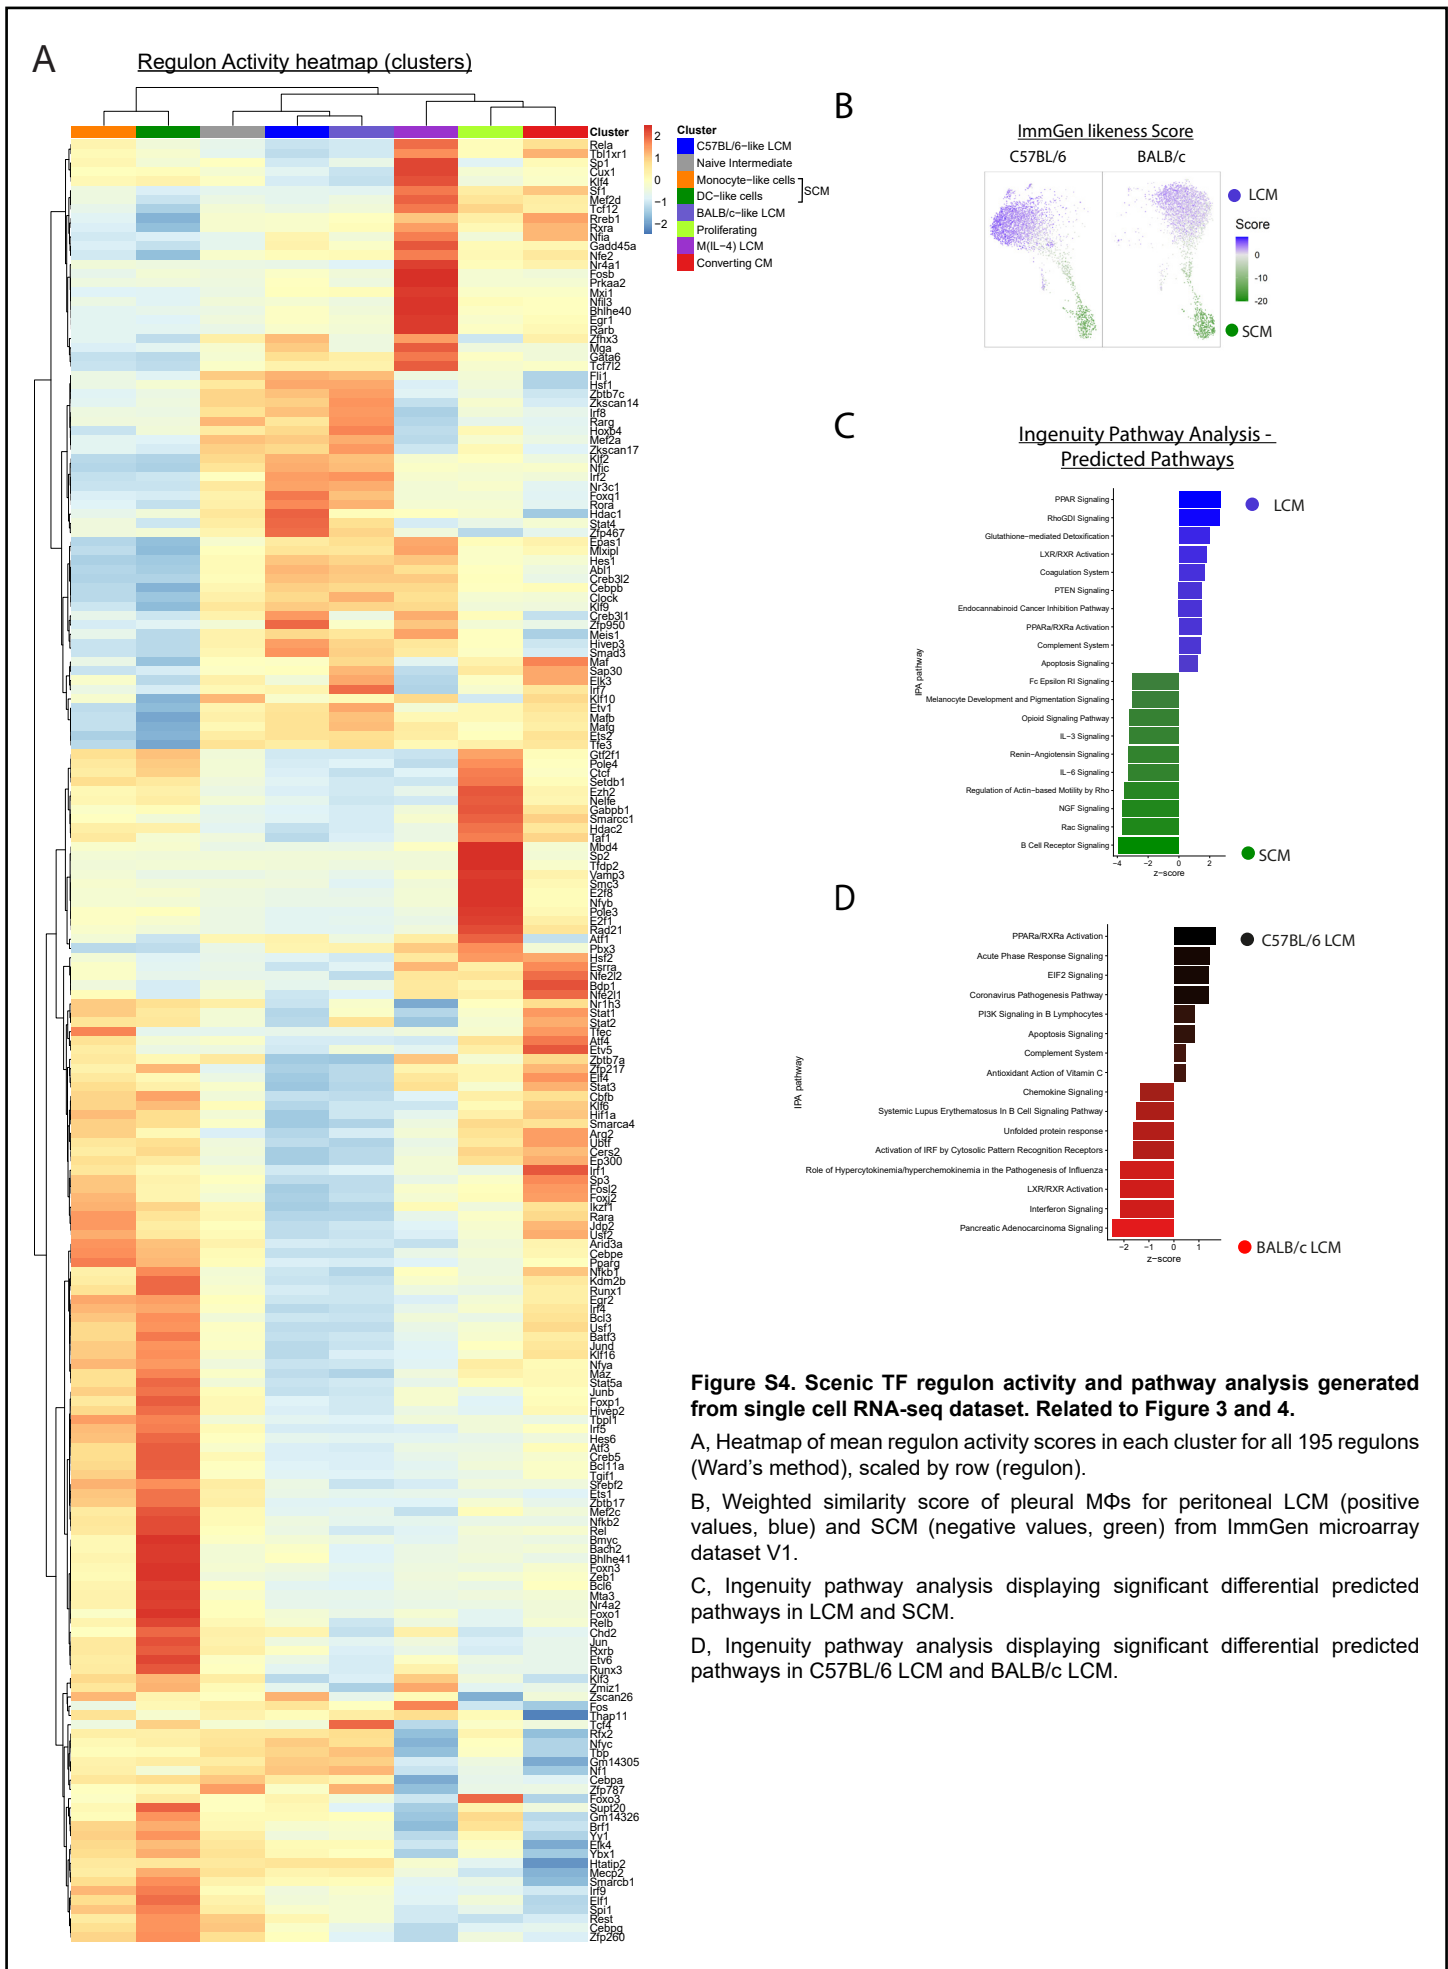 A
Regulon Activity heatmap (clusters)
Cluster
2
1
0
−1
−2
Cluster
C57BL/6−like LCM
Naive Intermediate
Monocyte−like cells
DC−like cells
SCM
BALB/c−like LCM
Proliferating
M(IL−4) LCM
Converting CM
Rela
Tbl1xr1
Sp1
Cux1
Klf4
Sf1
Mef2d
Tcf12
Rreb1
Rxra
Nfia
Gadd45a
Nfe2
Nr4a1
Fosb
Prkaa2
Mxi1
Nfil3
Bhlhe40
Egr1
Rarb
Zfhx3
Mga
Gata6
Tcf7l2
Fli1
Hsf1
Zbtb7c
Zkscan14
Irf8
Rarg
Hoxb4
Mef2a
Zkscan17
Klf2
Nfic
Irf2
Nr3c1
Foxq1
Rora
Hdac1
Stat4
Zfp467
Epas1
Mlxipl
Hes1
Abl1
Creb3l2
Cebpb
Clock
Klf9
Creb3l1
Zfp950
Meis1
Hivep3
Smad3
Maf
Sap30
Elk3
Irf7
Klf10
Etv1
Mafb
Mafg
Ets2
Tfe3
Gtf2f1
Pole4
Ctcf
Setdb1
Ezh2
Nelfe
Gabpb1
Smarcc1
Hdac2
Taf1
Mbd4
Sp2
Tfdp2
Vamp3
Smc3
E2f8
Nfyb
Pole3
E2f1
Rad21
Atf1
Pbx3
Hsf2
Esrra
Nfe2l2
Bdp1
Nfe2l1
Nr1h3
Stat1
Stat2
Tfec
Atf4
Etv5
Zbtb7a
Zfp217
Elf4
Stat3
Cbfb
Klf6
Hif1a
Smarca4
Arg2
Ubtf
Cers2
Ep300
Irf1
Sp3
Fosl2
Foxj2
Ikzf1
Rara
Jdp2
Usf2
Arid3a
Cebpe
Pparg
Nfkb1
Kdm2b
Runx1
Egr2
Irf4
Bcl3
Usf1
Batf3
Jund
Klf16
Nfya
Maz
Stat5a
Junb
Foxp1
Hivep2
Tbpl1
Irf5
Hes6
Atf3
Creb5
Bcl11a
Tgif1
Srebf2
Ets1
Zbtb17
Mef2c
Nfkb2
Rel
Bmyc
Bach2
Bhlhe41
Foxn3
Zeb1
Bcl6
Mta3
Nr4a2
Foxo1
Relb
Chd2
Jun
Rxrb
Etv6
Runx3
Klf3
Zmiz1
Zscan26
Fos
Thap11
Tcf4
Rfx2
Nfyc
Tbp
Gm14305
Nf1
Cebpa
Zfp787
Foxo3
Supt20
Gm14326
Brf1
Yy1
Elk4
Ybx1
Htatip2
Mecp2
Smarcb1
Irf9
Elf1
Spi1
Rest
Cebpg
Zfp260
B
ImmGen likeness Score
C57BL/6
BALB/c
LCM
Score
0
-10
-20
SCM
C
Ingenuity Pathway Analysis -
Predicted Pathways
IPA pathway
PPAR Signaling
RhoGDI Signaling
Glutathione−mediated Detoxification
LXR/RXR Activation
Coagulation System
PTEN Signaling
Endocannabinoid Cancer Inhibition Pathway
PPARa/RXRa Activation
Complement System
Apoptosis Signaling
Fc Epsilon RI Signaling
Melanocyte Development and Pigmentation Signaling
Opioid Signaling Pathway
IL−3 Signaling
Renin−Angiotensin Signaling
IL−6 Signaling
Regulation of Actin−based Motility by Rho
NGF Signaling
Rac Signaling
B Cell Receptor Signaling
−4 −2 0 2
z−score
LCM
SCM
D
IPA pathway
PPARa/RXRa Activation
Acute Phase Response Signaling
EIF2 Signaling
Coronavirus Pathogenesis Pathway
PI3K Signaling in B Lymphocytes
Apoptosis Signaling
Complement System
Antioxidant Action of Vitamin C
Chemokine Signaling
Systemic Lupus Erythematosus In B Cell Signaling Pathway
Unfolded protein response
Activation of IRF by Cytosolic Pattern Recognition Receptors
Role of Hypercytokinemia/hyperchemokinemia in the Pathogenesis of Influenza
LXR/RXR Activation
Interferon Signaling
Pancreatic Adenocarcinoma Signaling
−2 −1 0 1
z−score
C57BL/6 LCM
BALB/c LCM
Figure S4. Scenic TF regulon activity and pathway analysis generated
from single cell RNA-seq dataset. Related to Figure 3 and 4.
A, Heatmap of mean regulon activity scores in each cluster for all 195 regulons
(Ward's method), scaled by row (regulon).
B, Weighted similarity score of pleural MΦs for peritoneal LCM (positive
values, blue) and SCM (negative values, green) from ImmGen microarray
dataset V1.
C, Ingenuity pathway analysis displaying significant differential predicted
pathways in LCM and SCM.
D, Ingenuity pathway analysis displaying significant differential predicted
pathways in C57BL/6 LCM and BALB/c LCM.